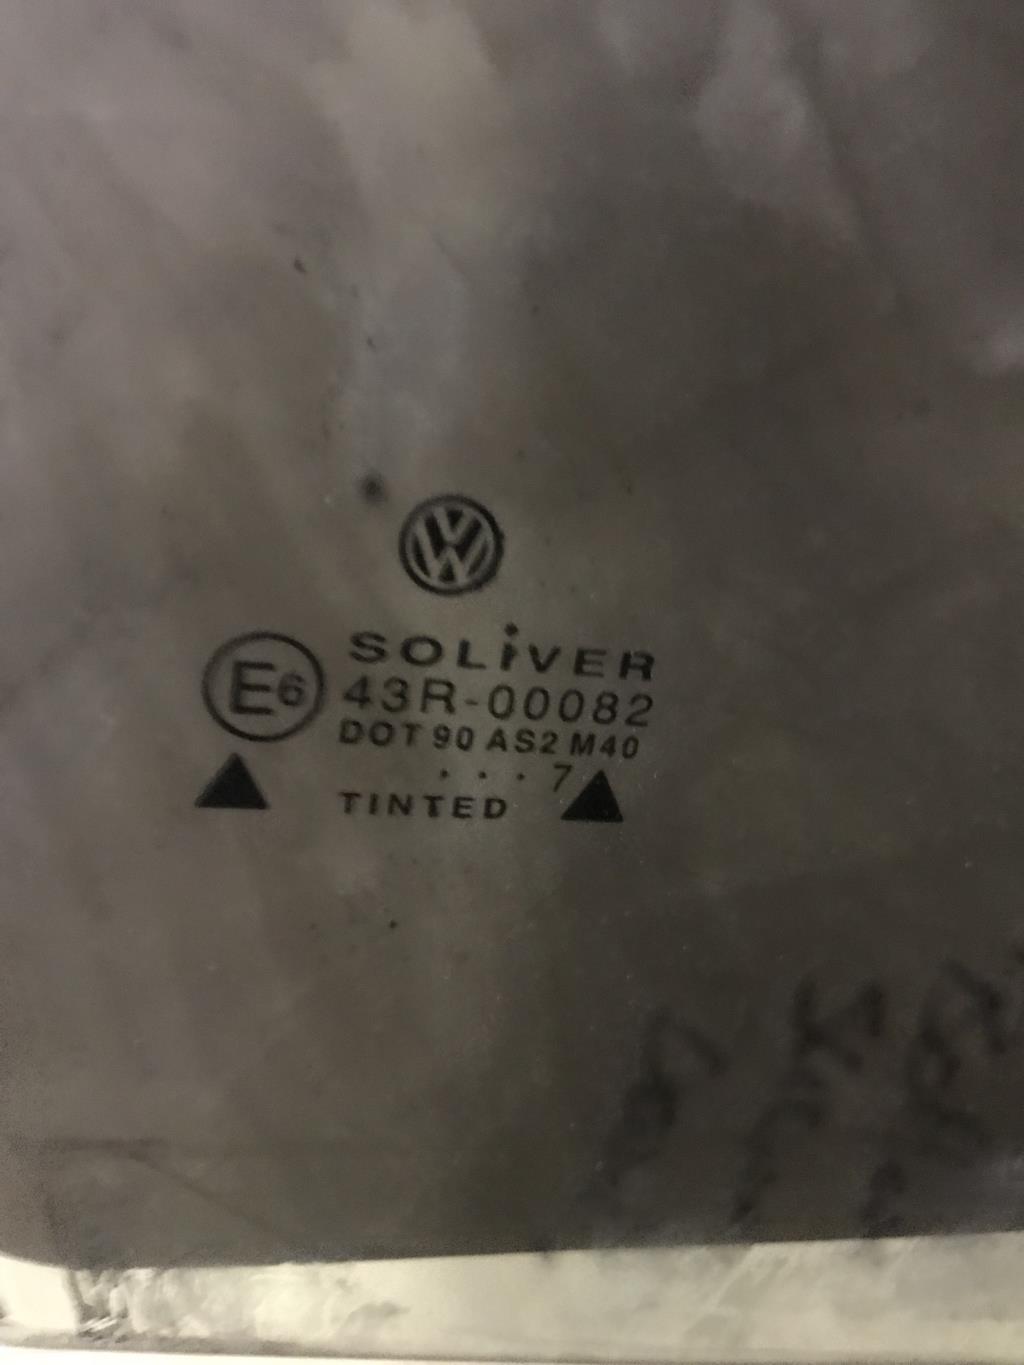 SOLiVER
E6
43R-00082
DOT 90 AS2 M40
. . . 7
TINTED